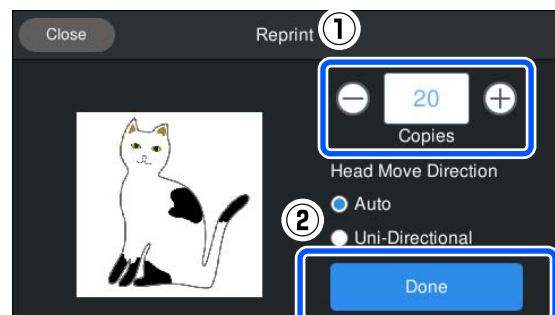 Close
Reprint ①
20
Copies
Head Move Direction
Auto
② Uni-Directional
Done